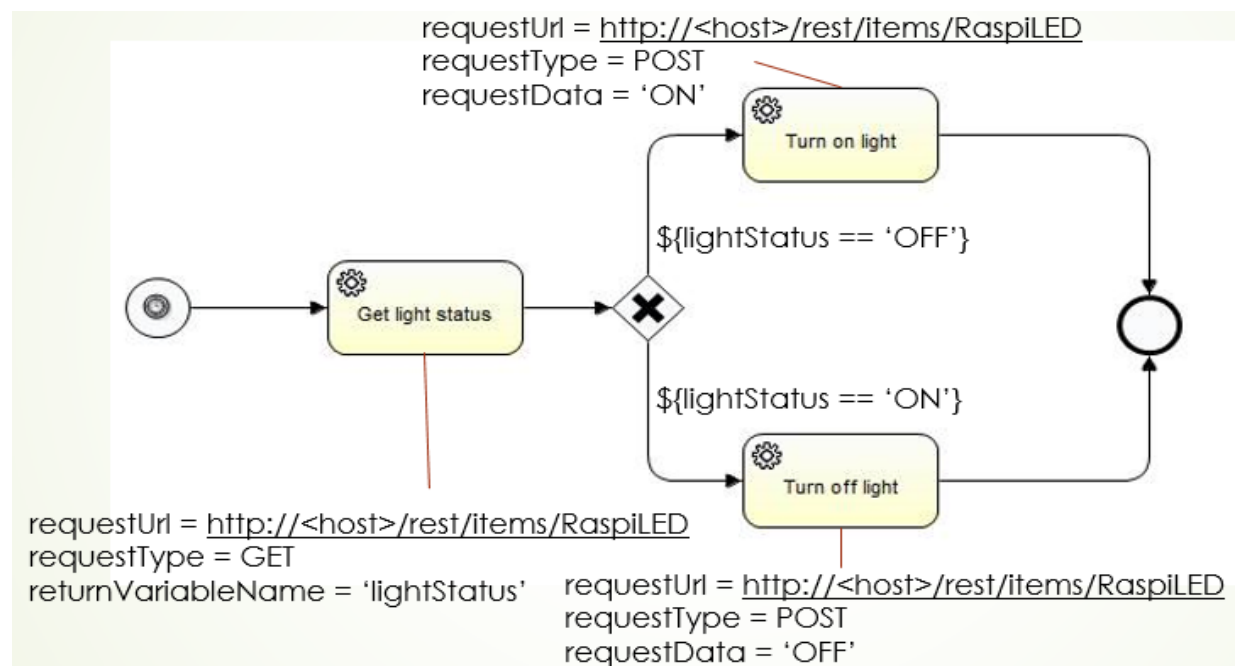 requestUrl = http://<host>/rest/items/RaspiLED
requestType = POST
requestData = ‘ON’
Turn on light
${lightStatus == ‘OFF’}
Get light status
${lightStatus == ‘ON’}
Turn off light
requestUrl = http://<host>/rest/items/RaspiLED
requestType = GET
returnVariableName = ‘lightStatus’
requestUrl = http://<host>/rest/items/RaspiLED
requestType = POST
requestData = ‘OFF’